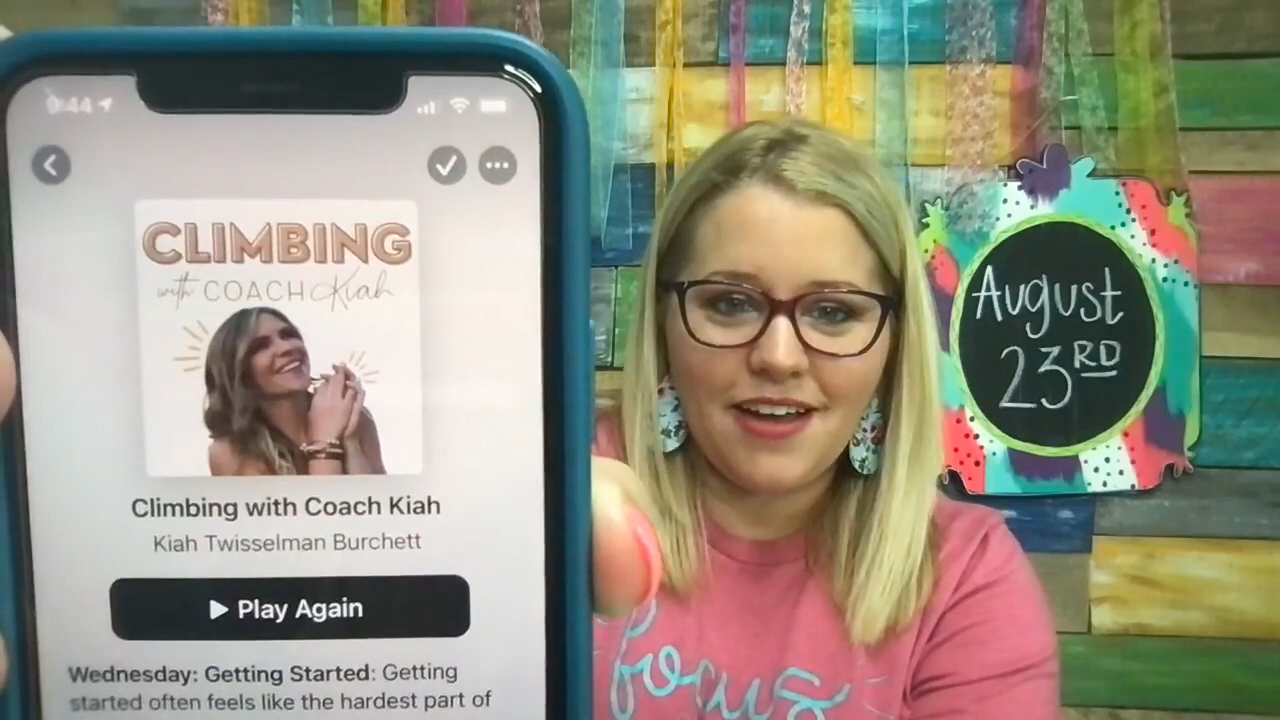 9:44
CLIMBING
with COACH Kiah
Climbing with Coach Kiah
Kiah Twisselman Burchett
Play Again
Wednesday: Getting Started: Getting
started often feels like the hardest part of
August
23RD
focus